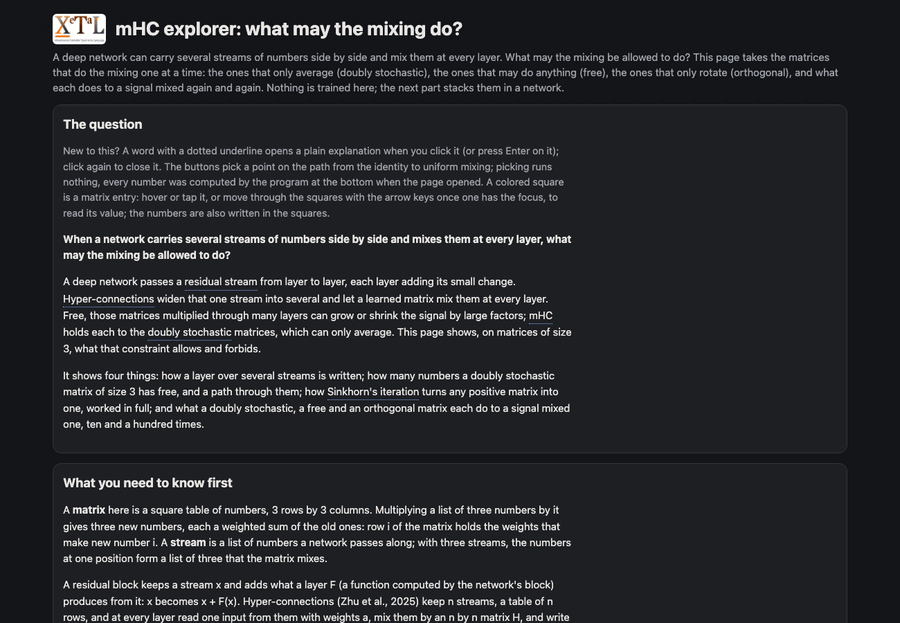 XeTaL
mHC explorer: what may the mixing do?
A deep network can carry several streams of numbers side by side and mix them at every layer. What may the mixing be allowed to do? This page takes the matrices
that do the mixing one at a time: the ones that only average (doubly stochastic), the ones that may do anything (free), the ones that only rotate (orthogonal), and what
each does to a signal mixed again and again. Nothing is trained here; the next part stacks them in a network.
The question
New to this? A word with a dotted underline opens a plain explanation when you click it (or press Enter on it);
click again to close it. The buttons pick a point on the path from the identity to uniform mixing; picking runs
nothing, every number was computed by the program at the bottom when the page opened. A colored square
is a matrix entry: hover or tap it, or move through the squares with the arrow keys once one has the focus, to
read its value; the numbers are also written in the squares.
When a network carries several streams of numbers side by side and mixes them at every layer, what
may the mixing be allowed to do?
A deep network passes a residual stream from layer to layer, each layer adding its small change.
Hyper-connections widen that one stream into several and let a learned matrix mix them at every layer.
Free, those matrices multiplied through many layers can grow or shrink the signal by large factors; mHC
holds each to the doubly stochastic matrices, which can only average. This page shows, on matrices of size
3, what that constraint allows and forbids.
It shows four things: how a layer over several streams is written; how many numbers a doubly stochastic
matrix of size 3 has free, and a path through them; how Sinkhorn's iteration turns any positive matrix into
one, worked in full; and what a doubly stochastic, a free and an orthogonal matrix each do to a signal mixed
one, ten and a hundred times.
What you need to know first
A matrix here is a square table of numbers, 3 rows by 3 columns. Multiplying a list of three numbers by it
gives three new numbers, each a weighted sum of the old ones: row i of the matrix holds the weights that
make new number i. A stream is a list of numbers a network passes along; with three streams, the numbers
at one position form a list of three that the matrix mixes.
A residual block keeps a stream x and adds what a layer F (a function computed by the network's block)
produces from it: x becomes x + F(x). Hyper-connections (Zhu et al., 2025) keep n streams, a table of n
rows, and at every layer read one input from them with weights a, mix them by an n by n matrix H, and write